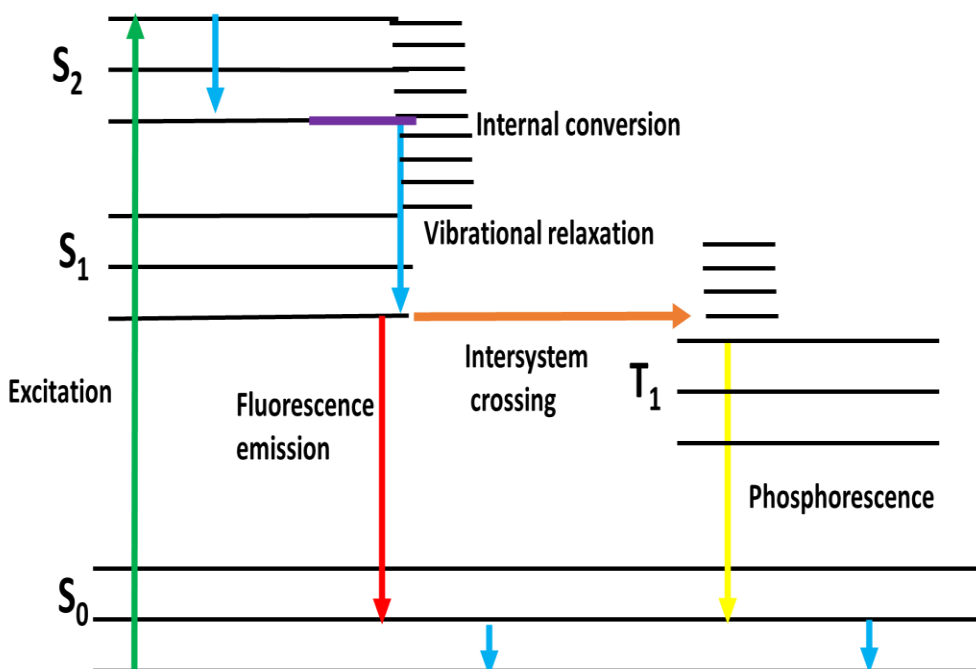 S2
Internal conversion
Vibrational relaxation
S1
Intersystem
crossing
T1
Excitation
Fluorescence
emission
Phosphorescence
S0